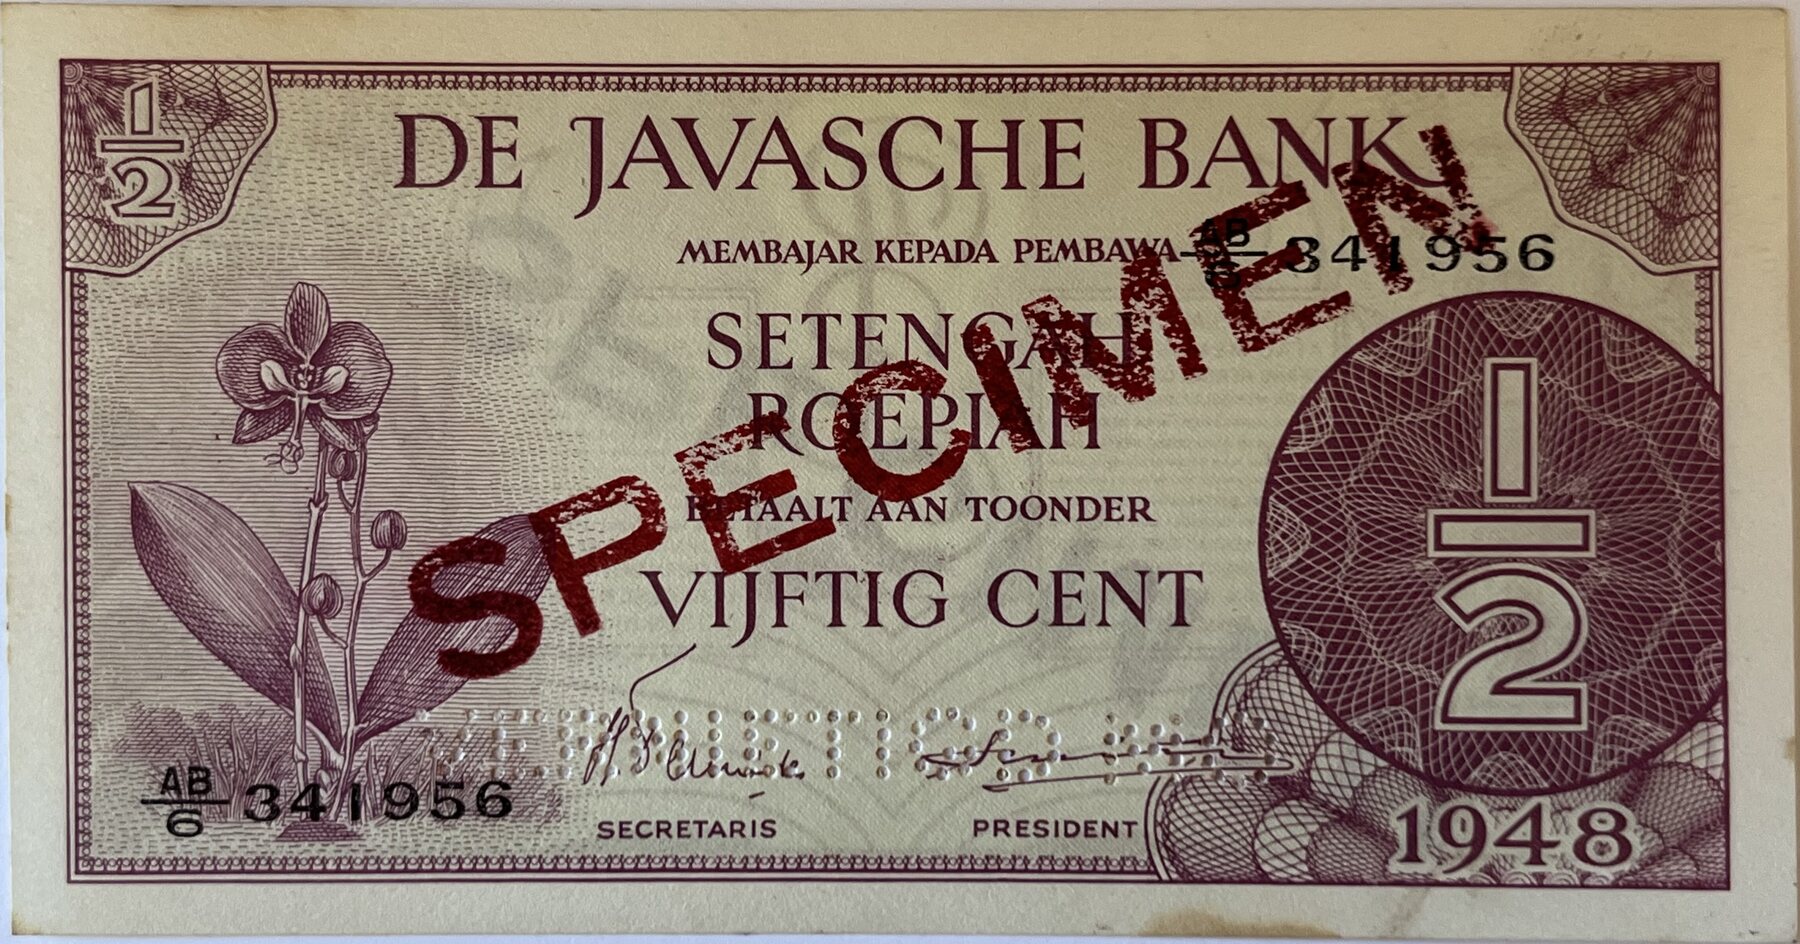 1/2
DE JAVASCHE BANK
MEMBAJAR KEPADA PEMBAWA
AB/6 341956
SETENGAH
ROEPIAH
BETAALT AAN TOONDER
VIJFTIG CENT
1/2
SPECIMEN
AB/6 341956
SECRETARIS
PRESIDENT
1948